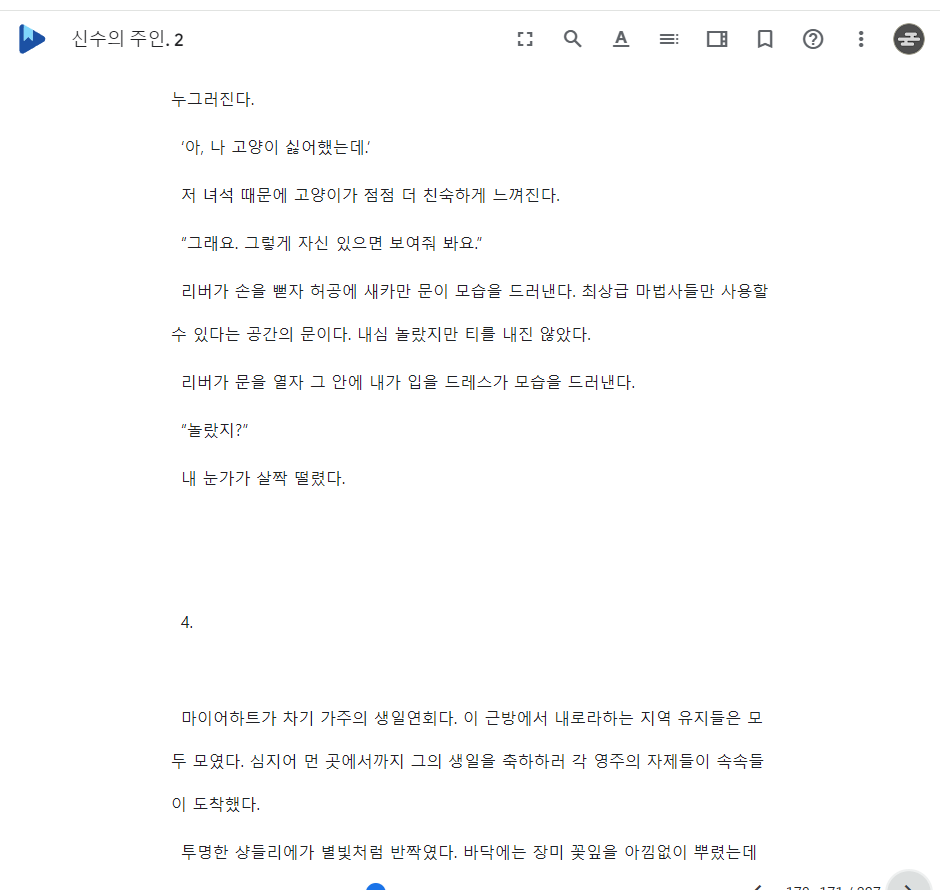 신수의 주인. 2
누그러진다.
‘아, 나 고양이 싫어했는데.’
저 녀석 때문에 고양이가 점점 더 친숙하게 느껴진다.
“그래요. 그렇게 자신 있으면 보여줘 봐요.”
리버가 손을 뻗자 허공에 새카만 문이 모습을 드러낸다. 최상급 마법사들만 사용할
수 있다는 공간의 문이다. 내심 놀랐지만 티를 내진 않았다.
리버가 문을 열자 그 안에 내가 입을 드레스가 모습을 드러낸다.
“놀랐지?”
내 눈가가 살짝 떨렸다.
4.
마이어하트가 차기 가주의 생일연회다. 이 근방에서 내로라하는 지역 유지들은 모
두 모였다. 심지어 먼 곳에서까지 그의 생일을 축하하러 각 영주의 자제들이 속속들
이 도착했다.
투명한 샹들리에가 별빛처럼 반짝였다. 바닥에는 장미 꽃잎을 아낌없이 뿌렸는데